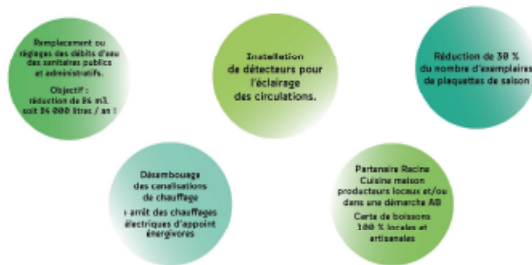 Remplacement ou
réglages des débits d'eau
des sanitaires publics
et administratifs.
Objectif :
réduction de 84 m3,
soit 84 000 litres / an !
Installation
de détecteurs pour
l'éclairage
des circulations.
Réduction de 30 %
du nombre d'exemplaires
de plaquettes de saison
Désembouage
des canalisations
de chauffage
arrêt des chauffages
électriques d'appoint
énergivores
Partenaire Racine
Cuisine maison
producteurs locaux et/ou
dans une démarche AB
Carte de boissons
100 % locales et
artisanales